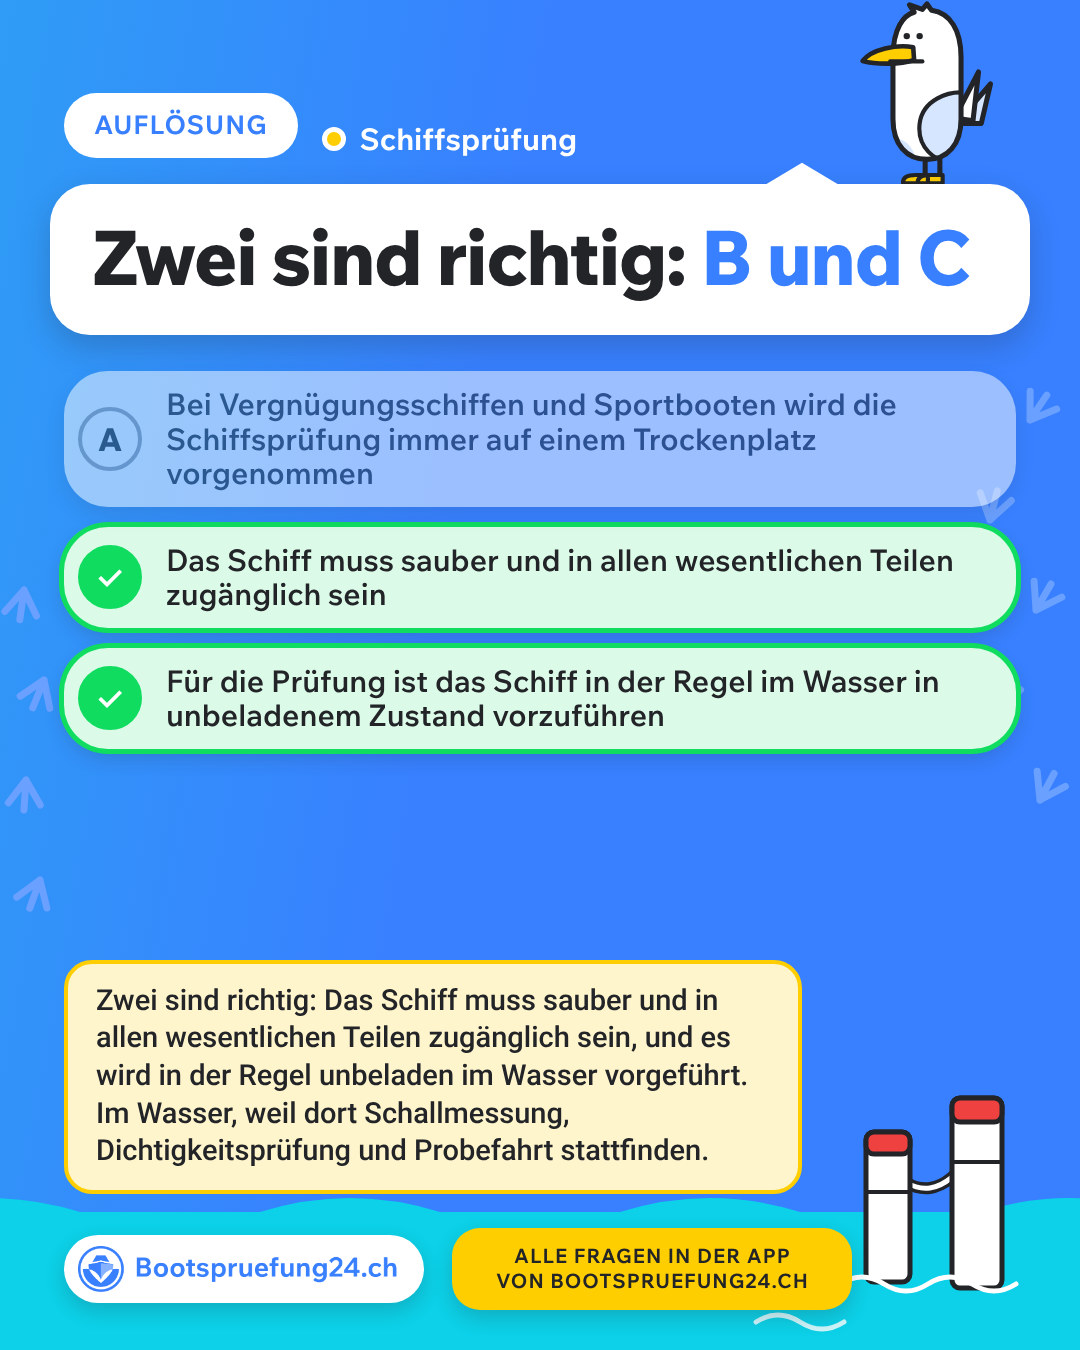 AUFLÖSUNG
Schiffsprüfung
Zwei sind richtig: B und C
A
Bei Vergnügungsschiffen und Sportbooten wird die
Schiffsprüfung immer auf einem Trockenplatz
vorgenommen
Das Schiff muss sauber und in allen wesentlichen Teilen
zugänglich sein
Für die Prüfung ist das Schiff in der Regel im Wasser in
unbeladenem Zustand vorzuführen
Zwei sind richtig: Das Schiff muss sauber und in
allen wesentlichen Teilen zugänglich sein, und es
wird in der Regel unbeladen im Wasser vorgeführt.
Im Wasser, weil dort Schallmessung,
Dichtigkeitsprüfung und Probefahrt stattfinden.
Bootspruefung24.ch
ALLE FRAGEN IN DER APP
VON BOOTSPRUEFUNG24.CH